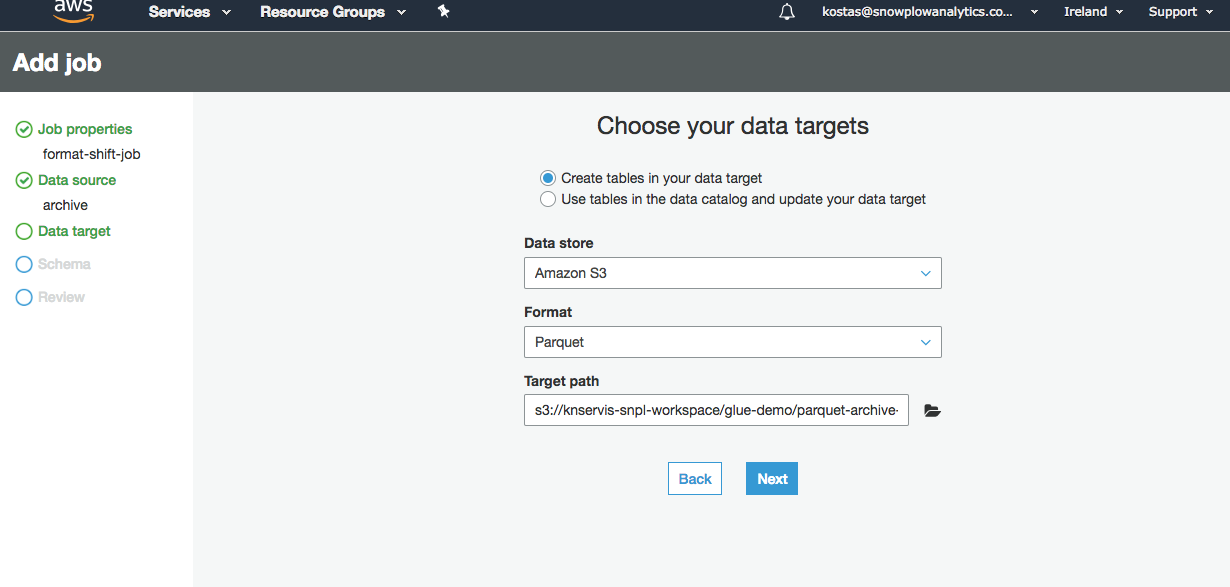 aws
Services Resource Groups kostas@snowplowanalytics.co... Ireland Support
Add job
Job properties
format-shift-job
Data source
archive
Data target
Schema
Review
Choose your data targets
Create tables in your data target
Use tables in the data catalog and update your data target
Data store
Amazon S3
Format
Parquet
Target path
s3://knservis-snpl-workspace/glue-demo/parquet-archive-
Back Next